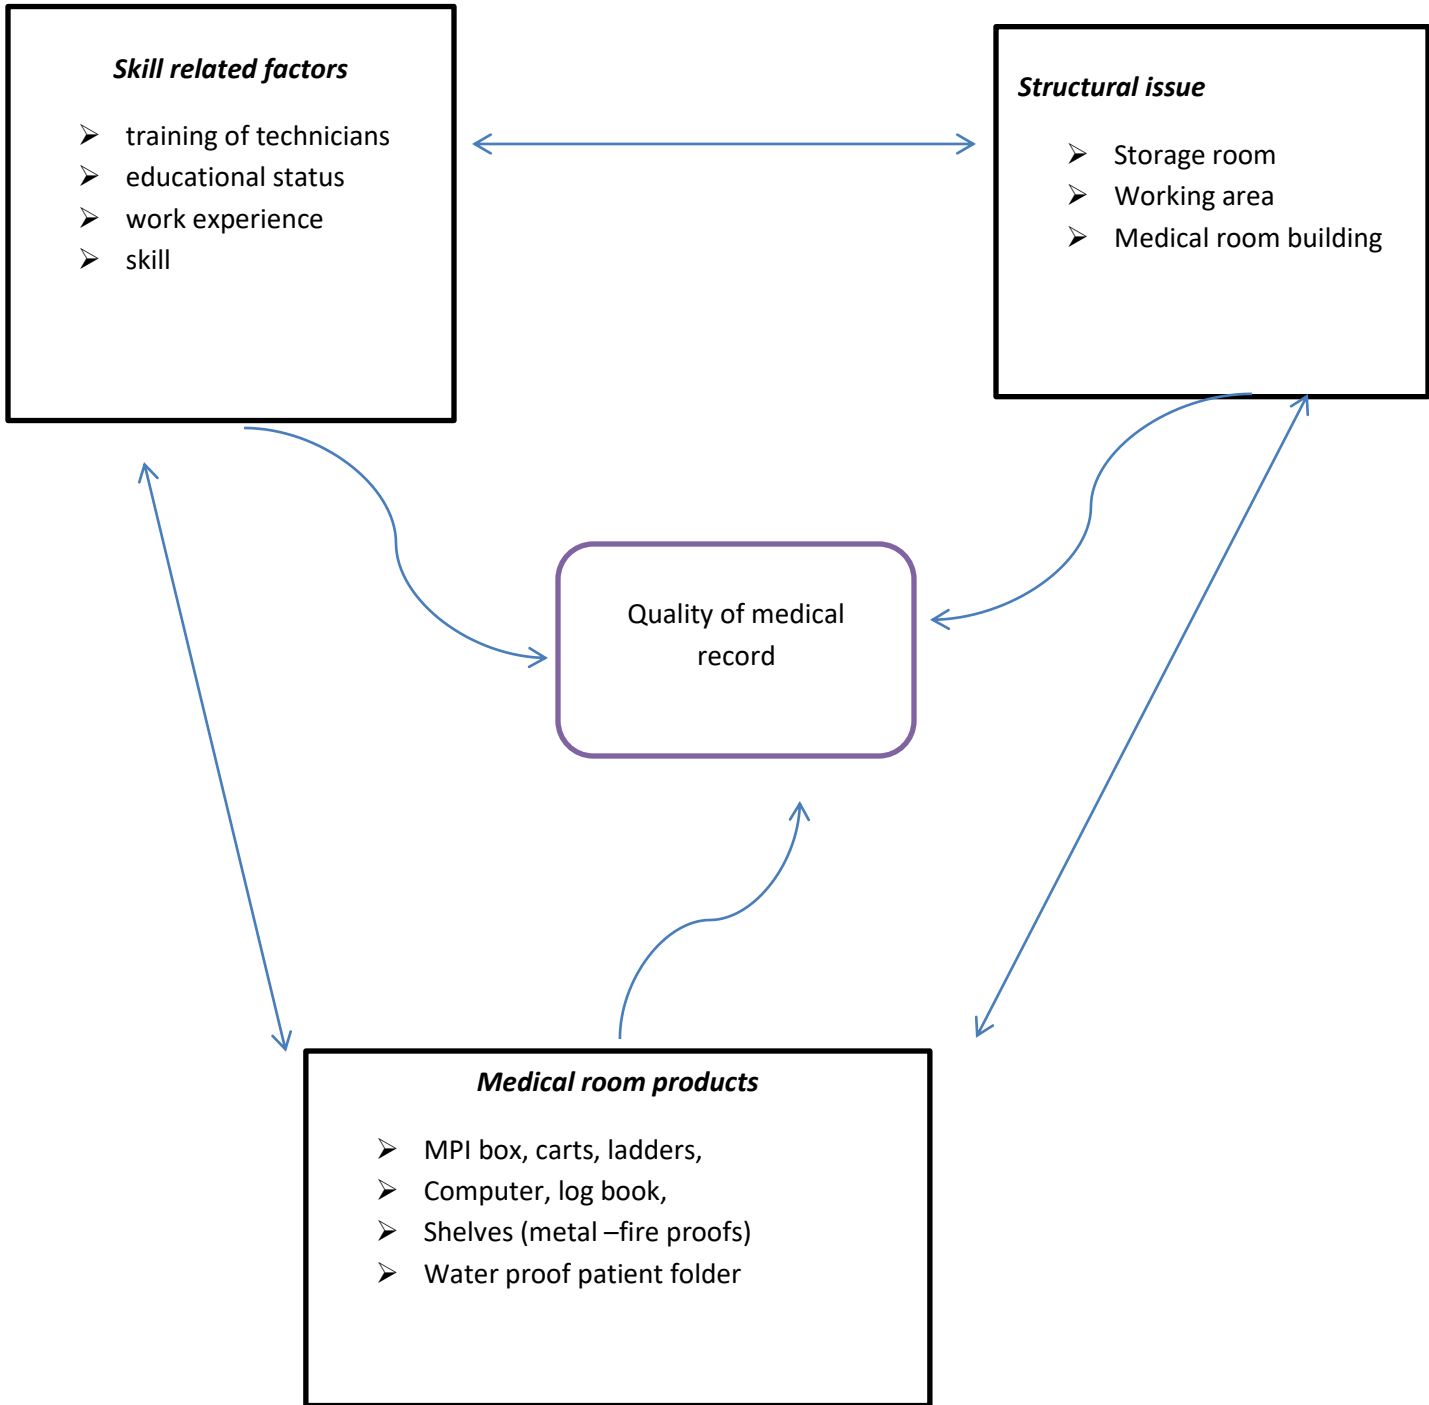 Skill related factors
training of technicians
educational status
work experience
skill
Structural issue
Storage room
Working area
Medical room building
Quality of medical
record
Medical room products
MPI box, carts, ladders,
Computer, log book,
Shelves (metal –fire proofs)
Water proof patient folder